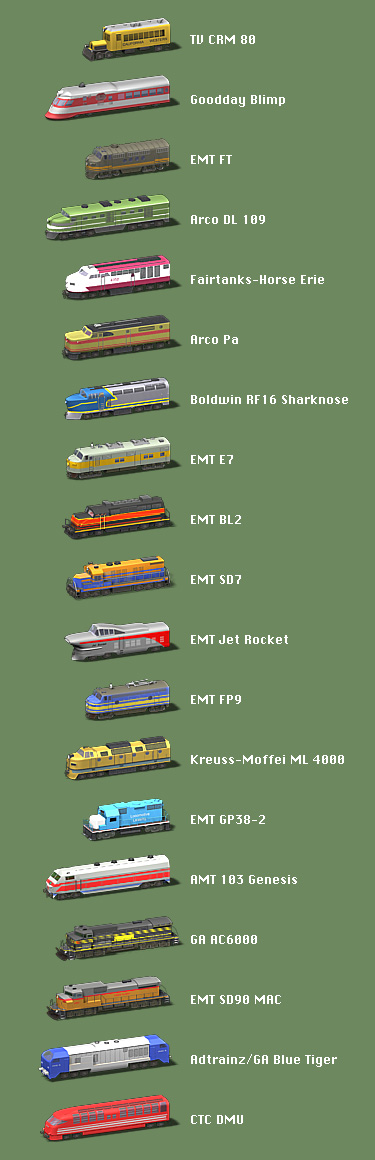 TV CRM 80
Goodday Blimp
EMT FT
Arco DL 109
Fairtanks-Horse Erie
Arco Pa
Boldwin RF16 Sharknose
EMT E7
EMT BL2
EMT SD7
EMT Jet Rocket
EMT FP9
Kreuss-Moffei ML 4000
EMT GP38-2
AMT 103 Genesis
GA AC6000
EMT SD90 MAC
Adtrainz/GA Blue Tiger
CTC DMU